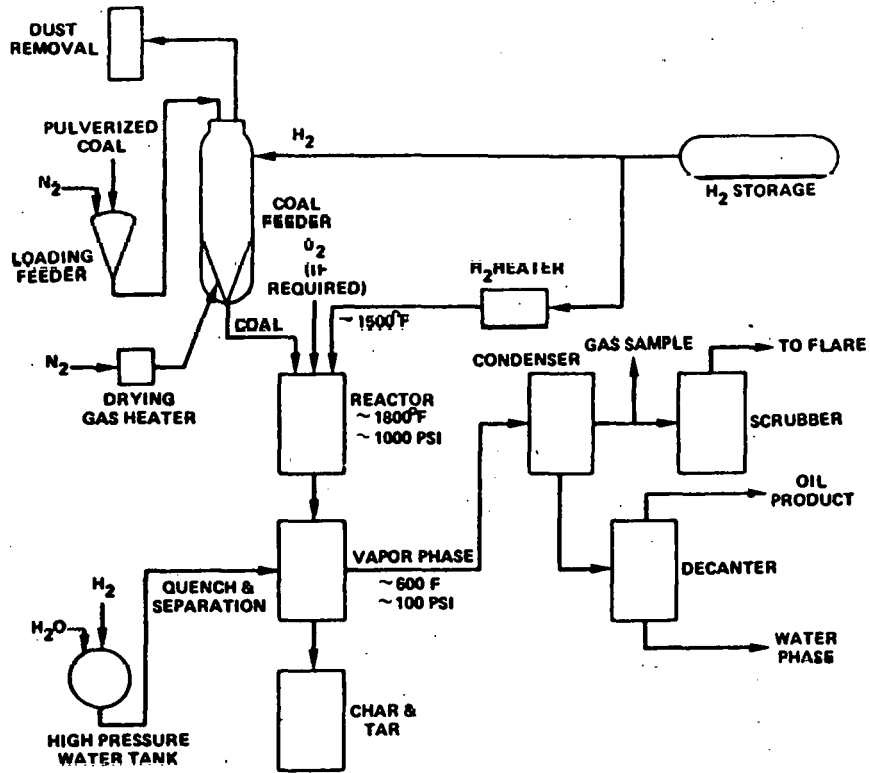 DUST
REMOVAL
PULVERIZED
COAL
N2
LOADING
FEEDER
H2
H2 STORAGE
COAL
FEEDER
O2
(IF
REQUIRED)
H2HEATER
~1500°F
COAL
N2
DRYING
GAS HEATER
REACTOR
~1800°F
~1000 PSI
CONDENSER
GAS SAMPLE
TO FLARE
SCRUBBER
OIL
PRODUCT
DECANTER
WATER
PHASE
VAPOR PHASE
~600 F
~100 PSI
QUENCH &
SEPARATION
H2
H2O
HIGH PRESSURE
WATER TANK
CHAR &
TAR